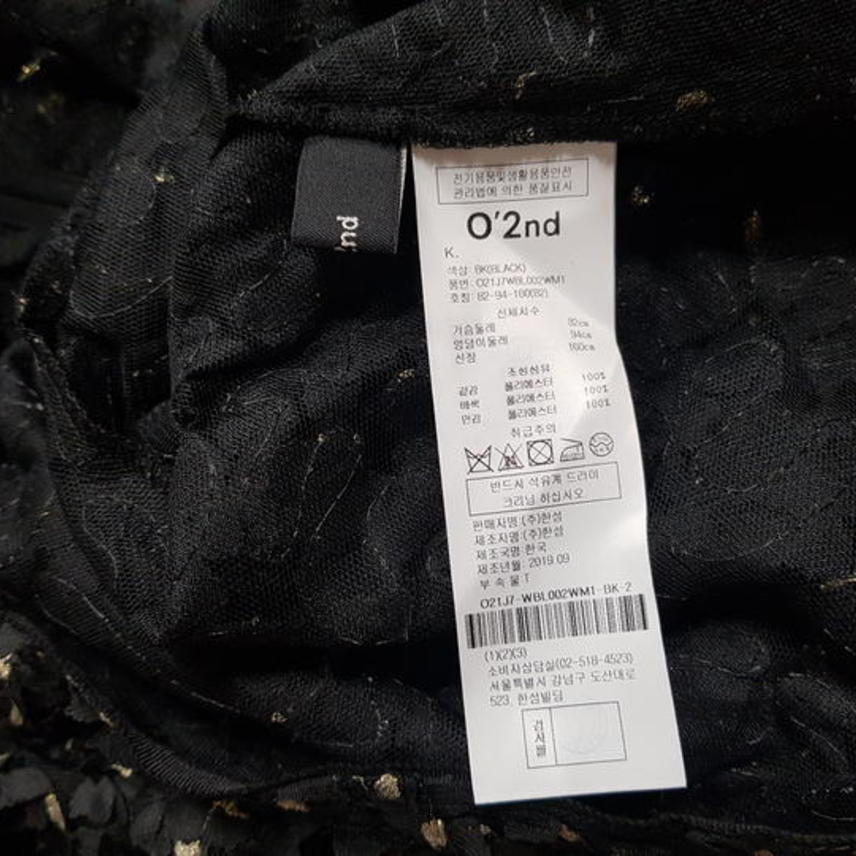 전기용품및생활용품안전
관리법에 의한 품질표시
O'2nd
K.
색상: BK(BLACK)
품번: O21J7WBL002WM1
호칭: 82-94-160(82)
신체치수
가슴둘레 82cm
엉덩이둘레 94cm
신장 160cm
조성섬유
겉감 폴리에스터 100%
배색 폴리에스터 100%
안감 폴리에스터 100%
취급주의
반드시 석유계 드라이
크리닝 하십시오
판매자명:(주)한섬
제조자명:(주)한섬
제조국명:한국
제조년월: 2019.09
부 속 물 1
O21J7-WBL002WM1-BK-2
(1)(2)(3)
소비자상담실(02-518-4523)
서울특별시 강남구 도산대로
523, 한섬빌딩
검사필
nd